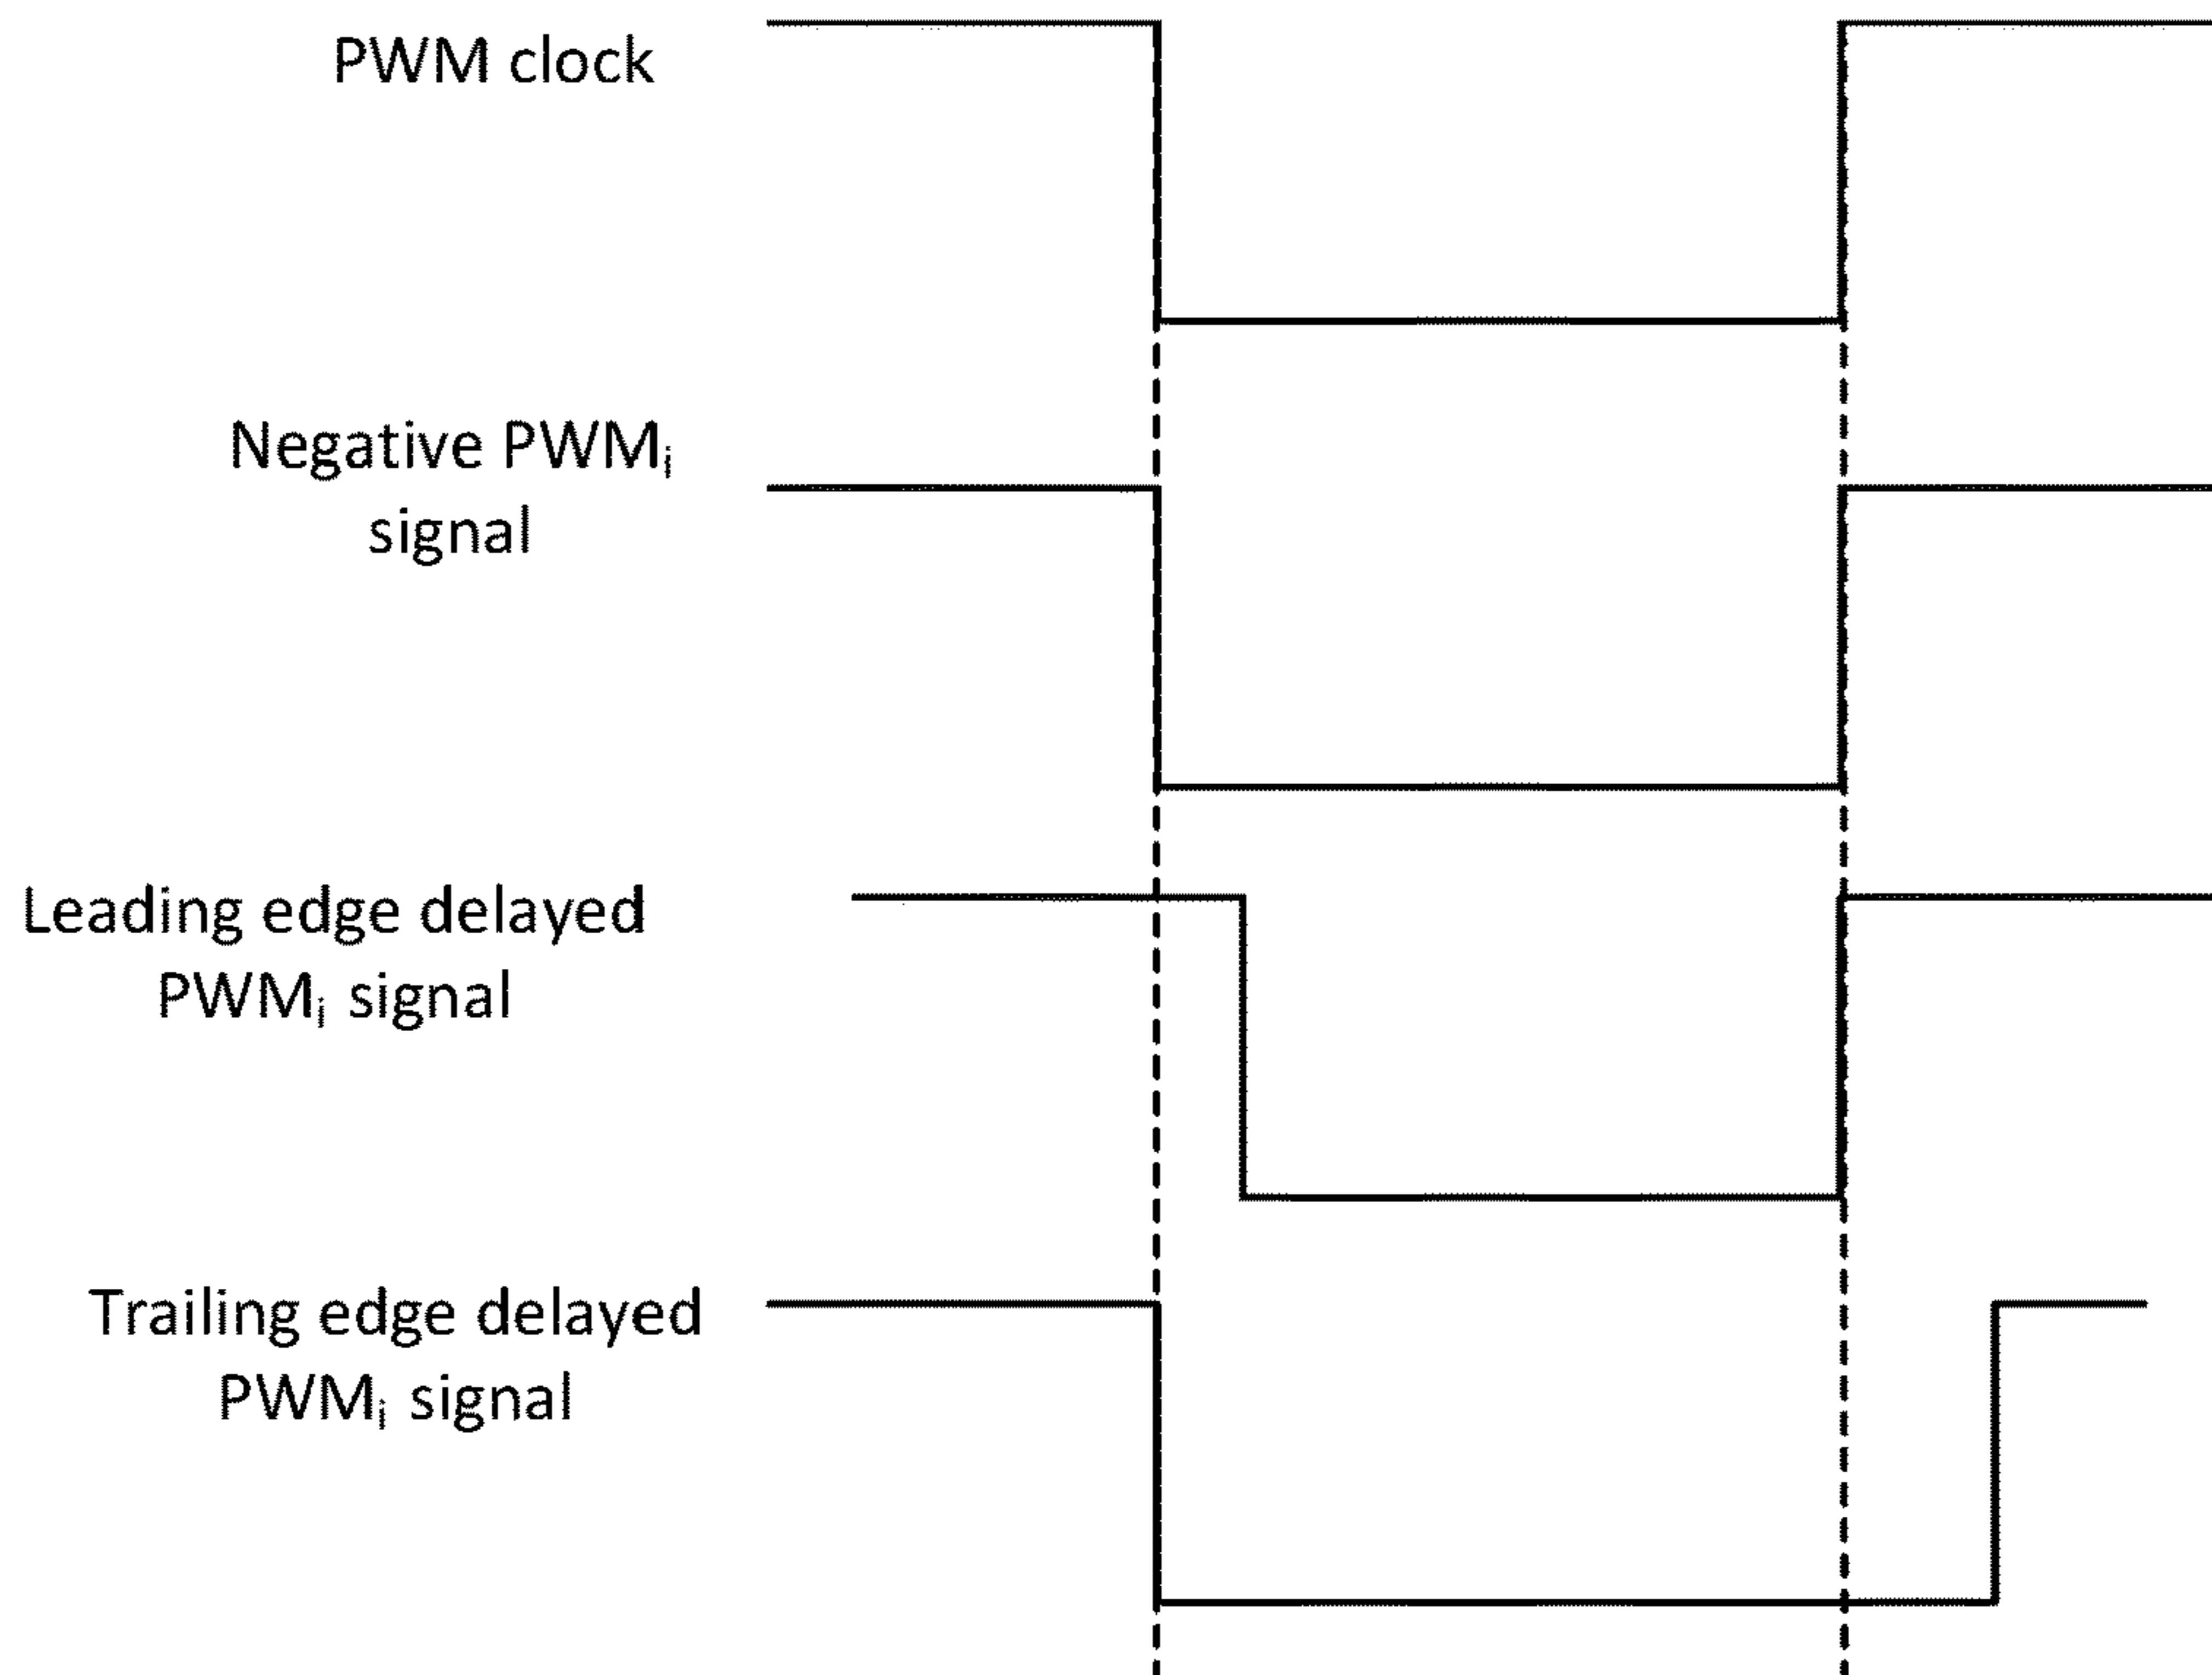 PWM clock
Negative PWMi
signal
Leading edge delayed
PWMi signal
Trailing edge delayed
PWMi signal